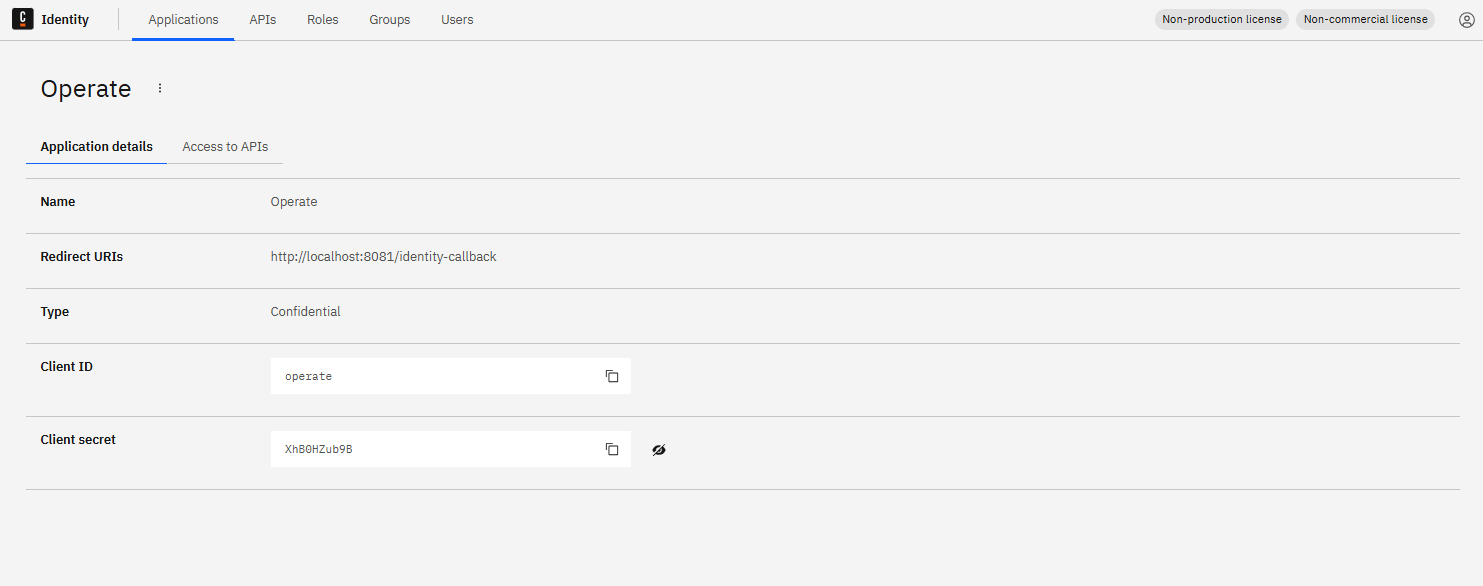 Identity Applications APIs Roles Groups Users Non-production license Non-commercial license
Operate
Application details Access to APIs
Name Operate
Redirect URIs http://localhost:8081/identity-callback
Type Confidential
Client ID operate
Client secret XhB0HZub9B